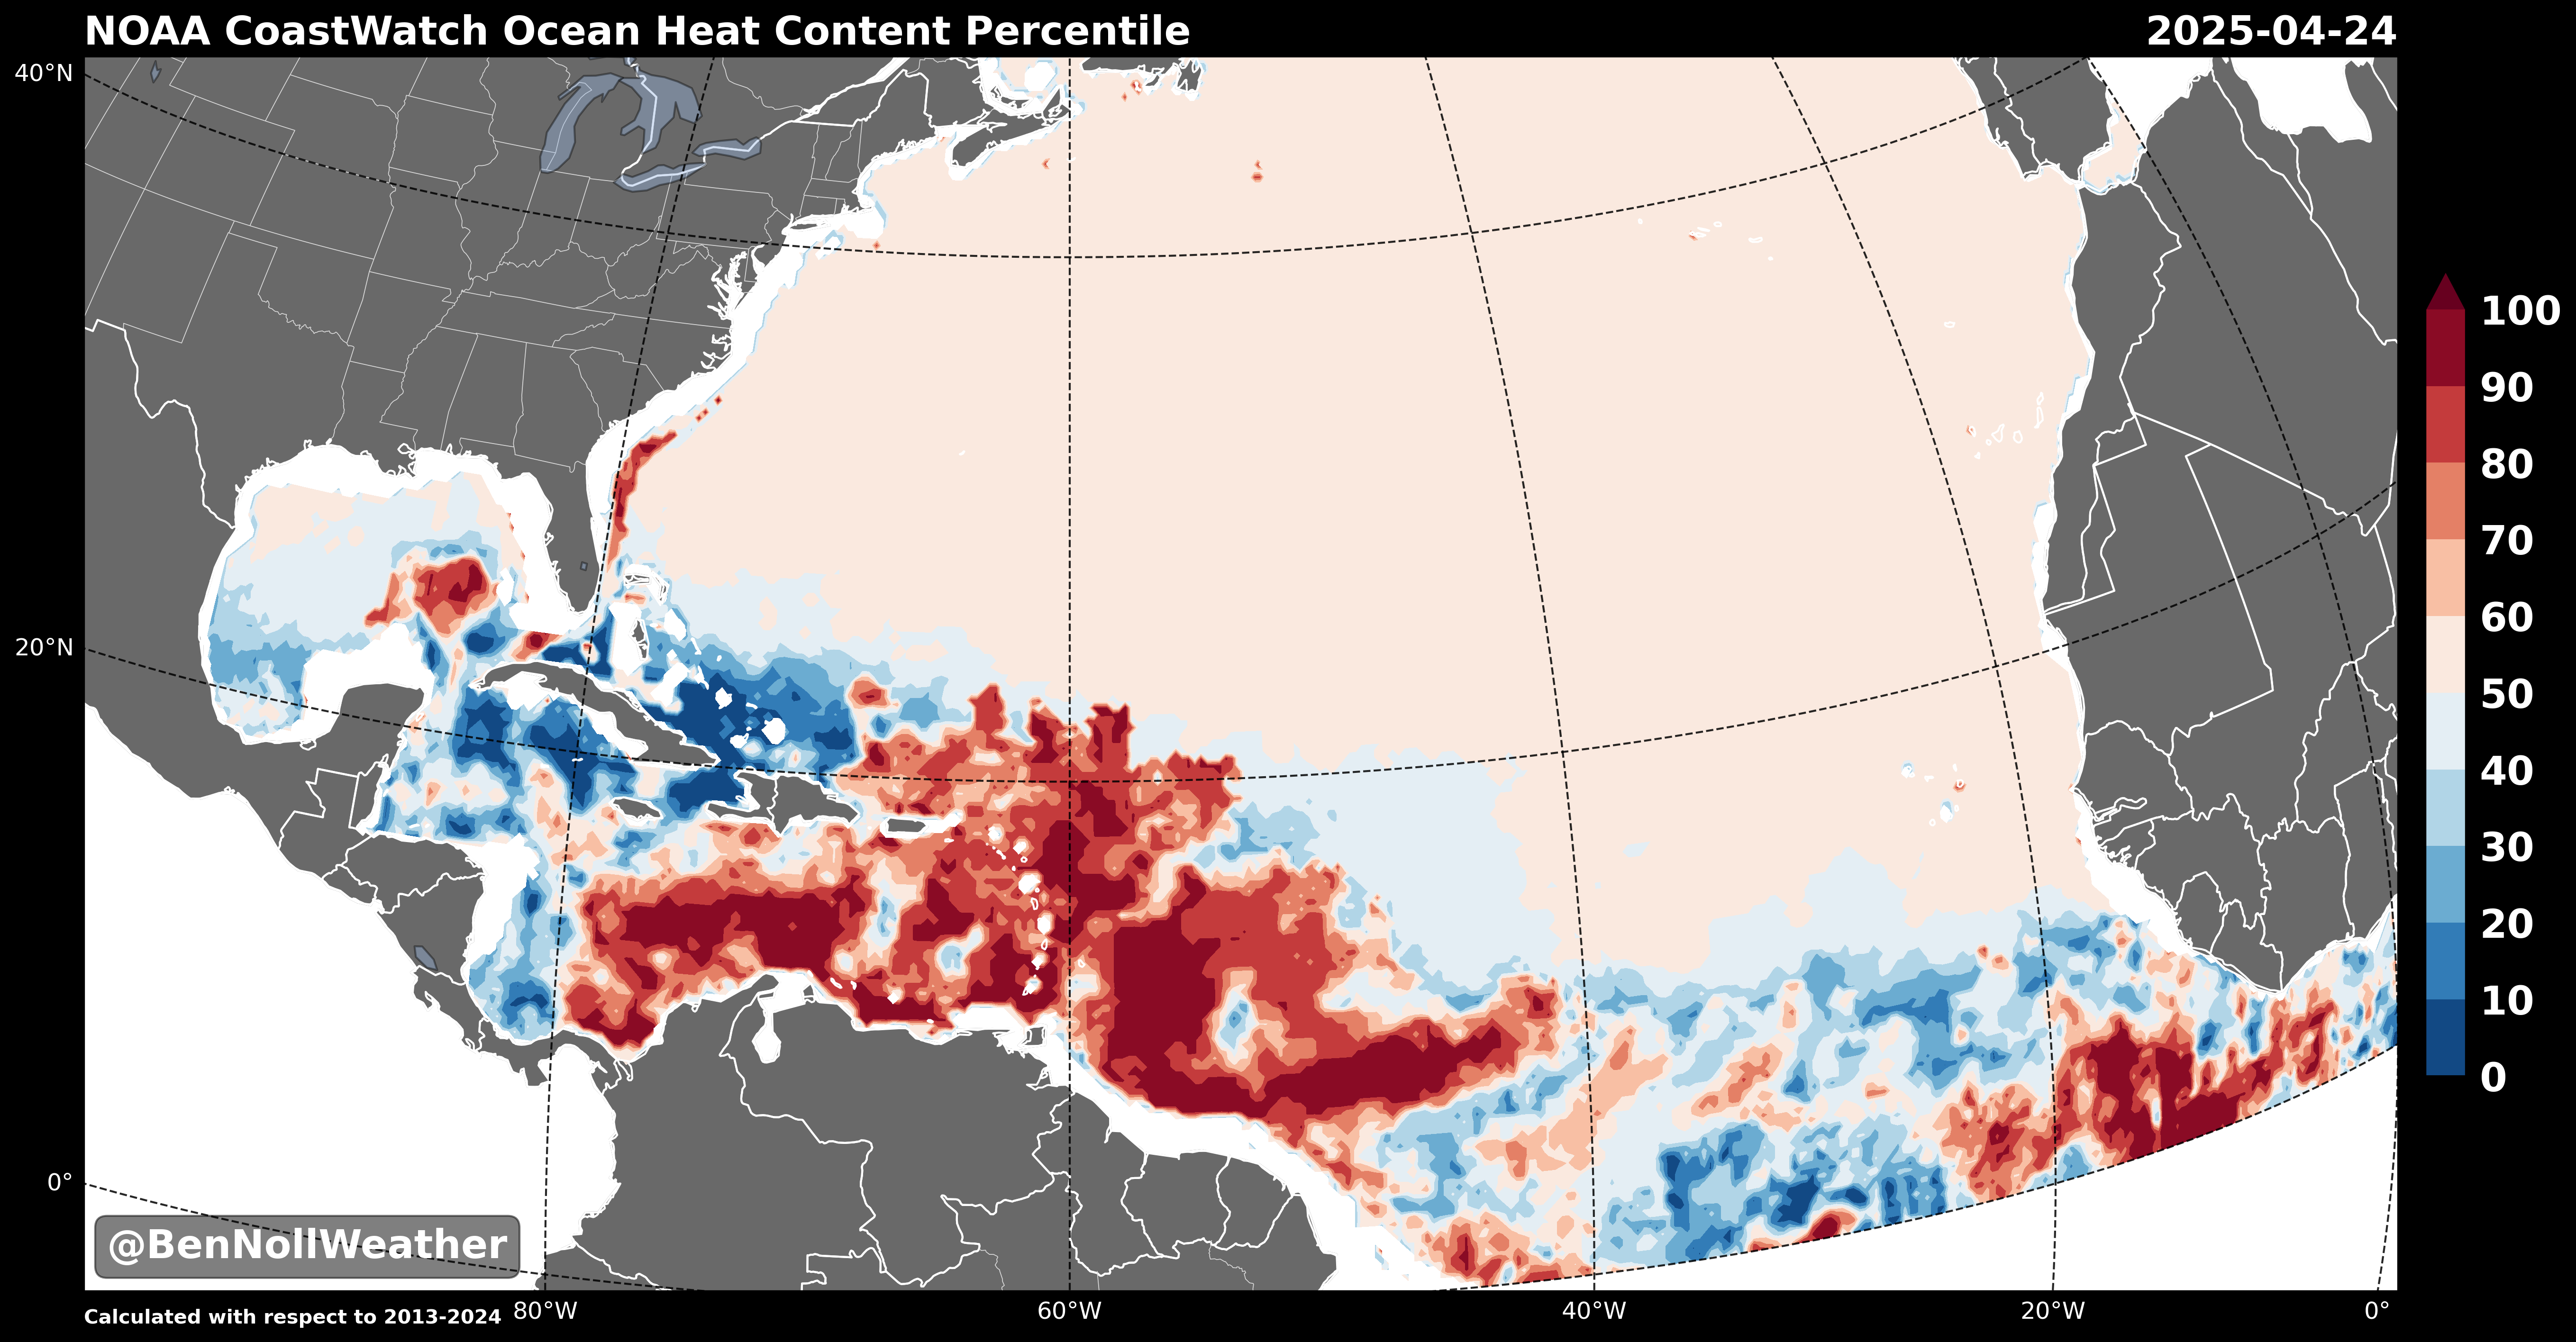 NOAA CoastWatch Ocean Heat Content Percentile
2025-04-24
40°N
20°N
0°
100
90
80
70
60
50
40
30
20
10
0
@BenNollWeather
Calculated with respect to 2013-2024
80°W
60°W
40°W
20°W
0°